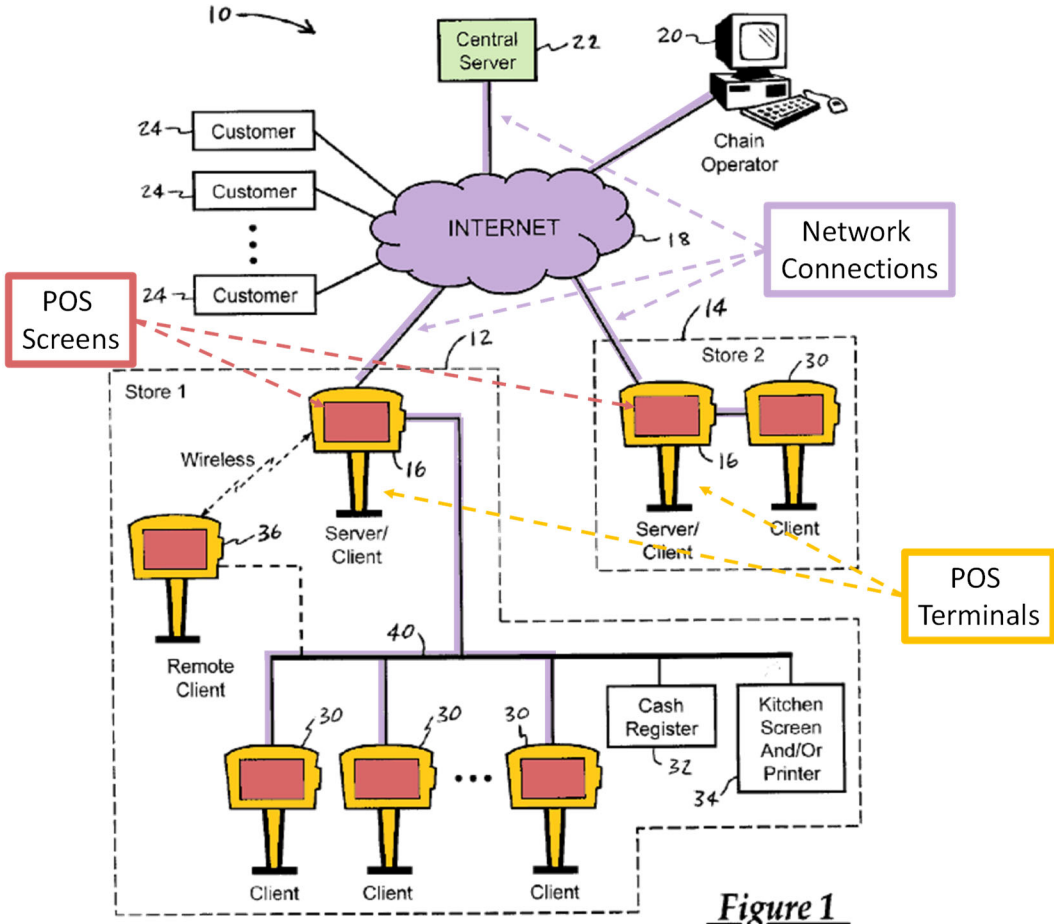 10
Central
Server
22
20
Chain
Operator
24
Customer
24
Customer
24
Customer
INTERNET
18
Network
Connections
POS
Screens
12
14
Store 1
Store 2
30
Wireless
16
16
36
Server/
Client
Server/
Client
Client
POS
Terminals
Remote
Client
40
Cash
Register
32
Kitchen
Screen
And/Or
Printer
34
30
30
30
Client
Client
Client
Figure 1